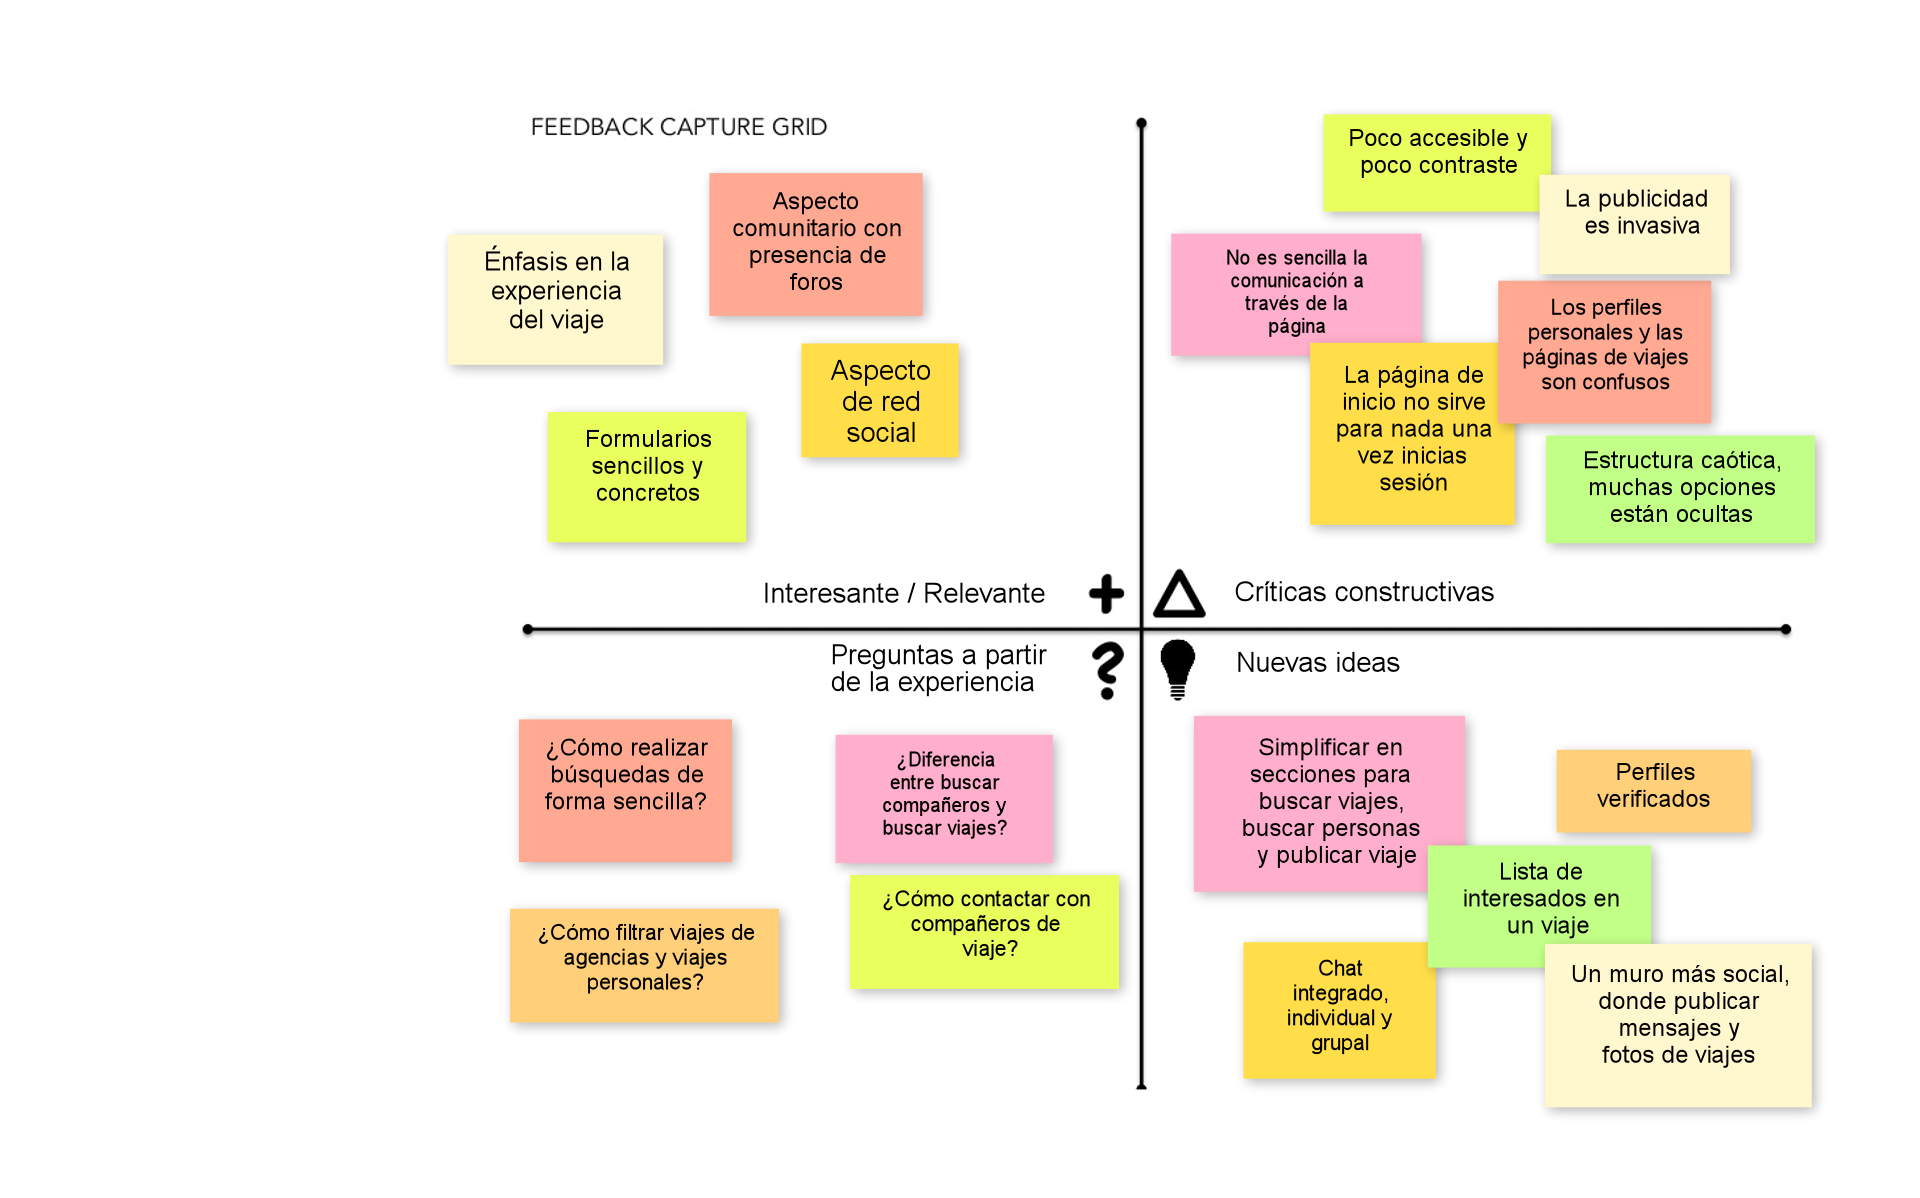 FEEDBACK CAPTURE GRID
Énfasis en la
experiencia
del viaje
Aspecto
comunitario con
presencia de
foros
Aspecto
de red
social
Formularios
sencillos y
concretos
Interesante / Relevante
Poco accesible y
poco contraste
La publicidad
es invasiva
No es sencilla la
comunicación a
través de la
página
Los perfiles
personales y las
páginas de viajes
son confusos
La página de
inicio no sirve
para nada una
vez inicias
sesión
Estructura caótica,
muchas opciones
están ocultas
Críticas constructivas
Preguntas a partir
de la experiencia
¿Cómo realizar
búsquedas de
forma sencilla?
¿Diferencia
entre buscar
compañeros y
buscar viajes?
¿Cómo contactar con
compañeros de
viaje?
¿Cómo filtrar viajes de
agencias y viajes
personales?
Nuevas ideas
Simplificar en
secciones para
buscar viajes,
buscar personas
y publicar viaje
Perfiles
verificados
Lista de
interesados en
un viaje
Chat
integrado,
individual y
grupal
Un muro más social,
donde publicar
mensajes y
fotos de viajes